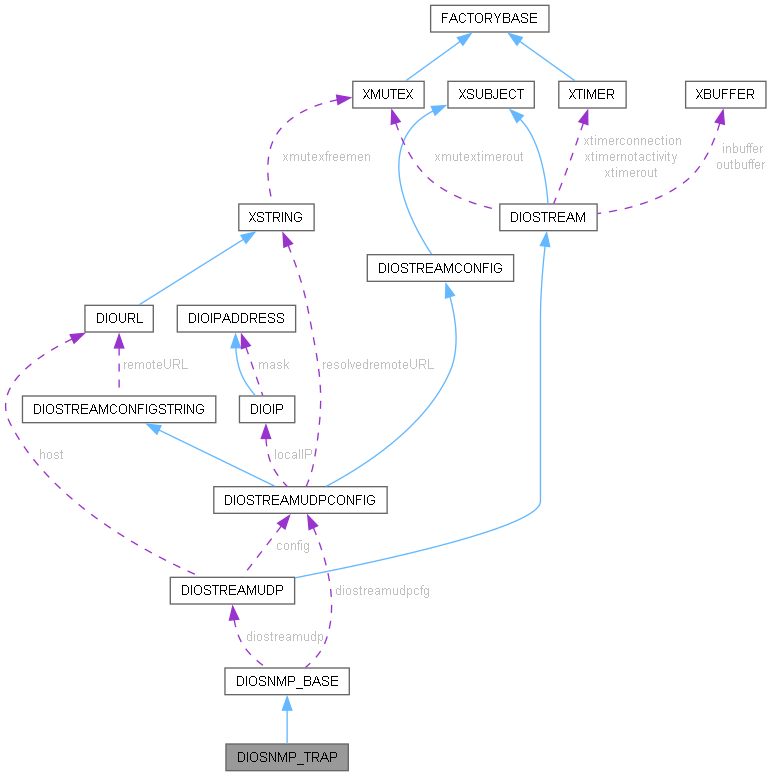 FACTORYBASE
XMUTEX
XSUBJECT
XTIMER
XBUFFER
xmutexfreemen
xmutextimerout
xtimerconnection
xtimernotactivity
xtimerout
inbuffer
outbuffer
XSTRING
DIOSTREAM
DIOSTREAMCONFIG
DIOURL
DIOIPADDRESS
remoteURL
mask
resolvedremoteURL
DIOSTREAMCONFIGSTRING
DIOIP
host
localIP
DIOSTREAMUDPCONFIG
config
DIOSTREAMUDP
diostreamudpcfg
diostreamudp
DIOSNMP_BASE
DIOSNMP_TRAP